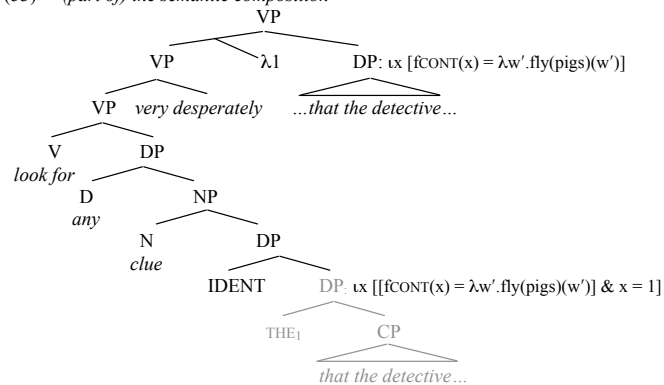 (part of) the semantic composition
VP
VP λ1 DP: ιx [fCONT(x) = λw′.fly(pigs)(w′)]
VP very desperately …that the detective…
V DP
look for
D NP
any
N DP
clue
IDENT DP: ιx [[fCONT(x) = λw′.fly(pigs)(w′)] & x = 1]
THE₁ CP
that the detective…